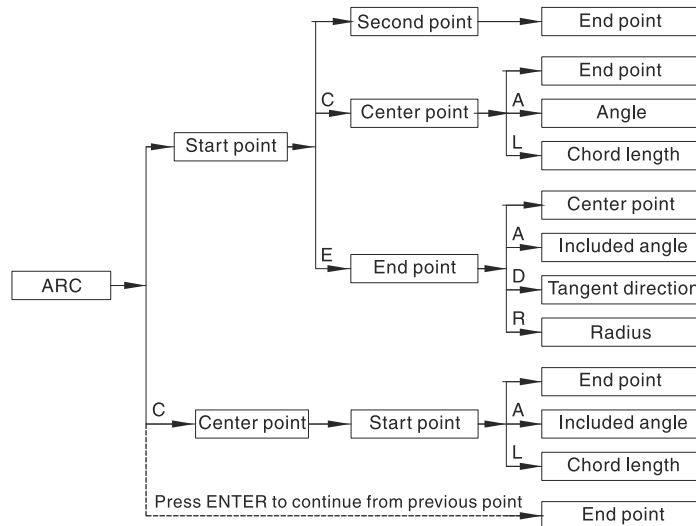 Second point
End point
End point
C
Center point
A
Angle
L
Chord length
Start point
Center point
A
Included angle
E
End point
D
Tangent direction
R
Radius
ARC
End point
C
Center point
Start point
A
Included angle
L
Chord length
Press ENTER to continue from previous point
End point